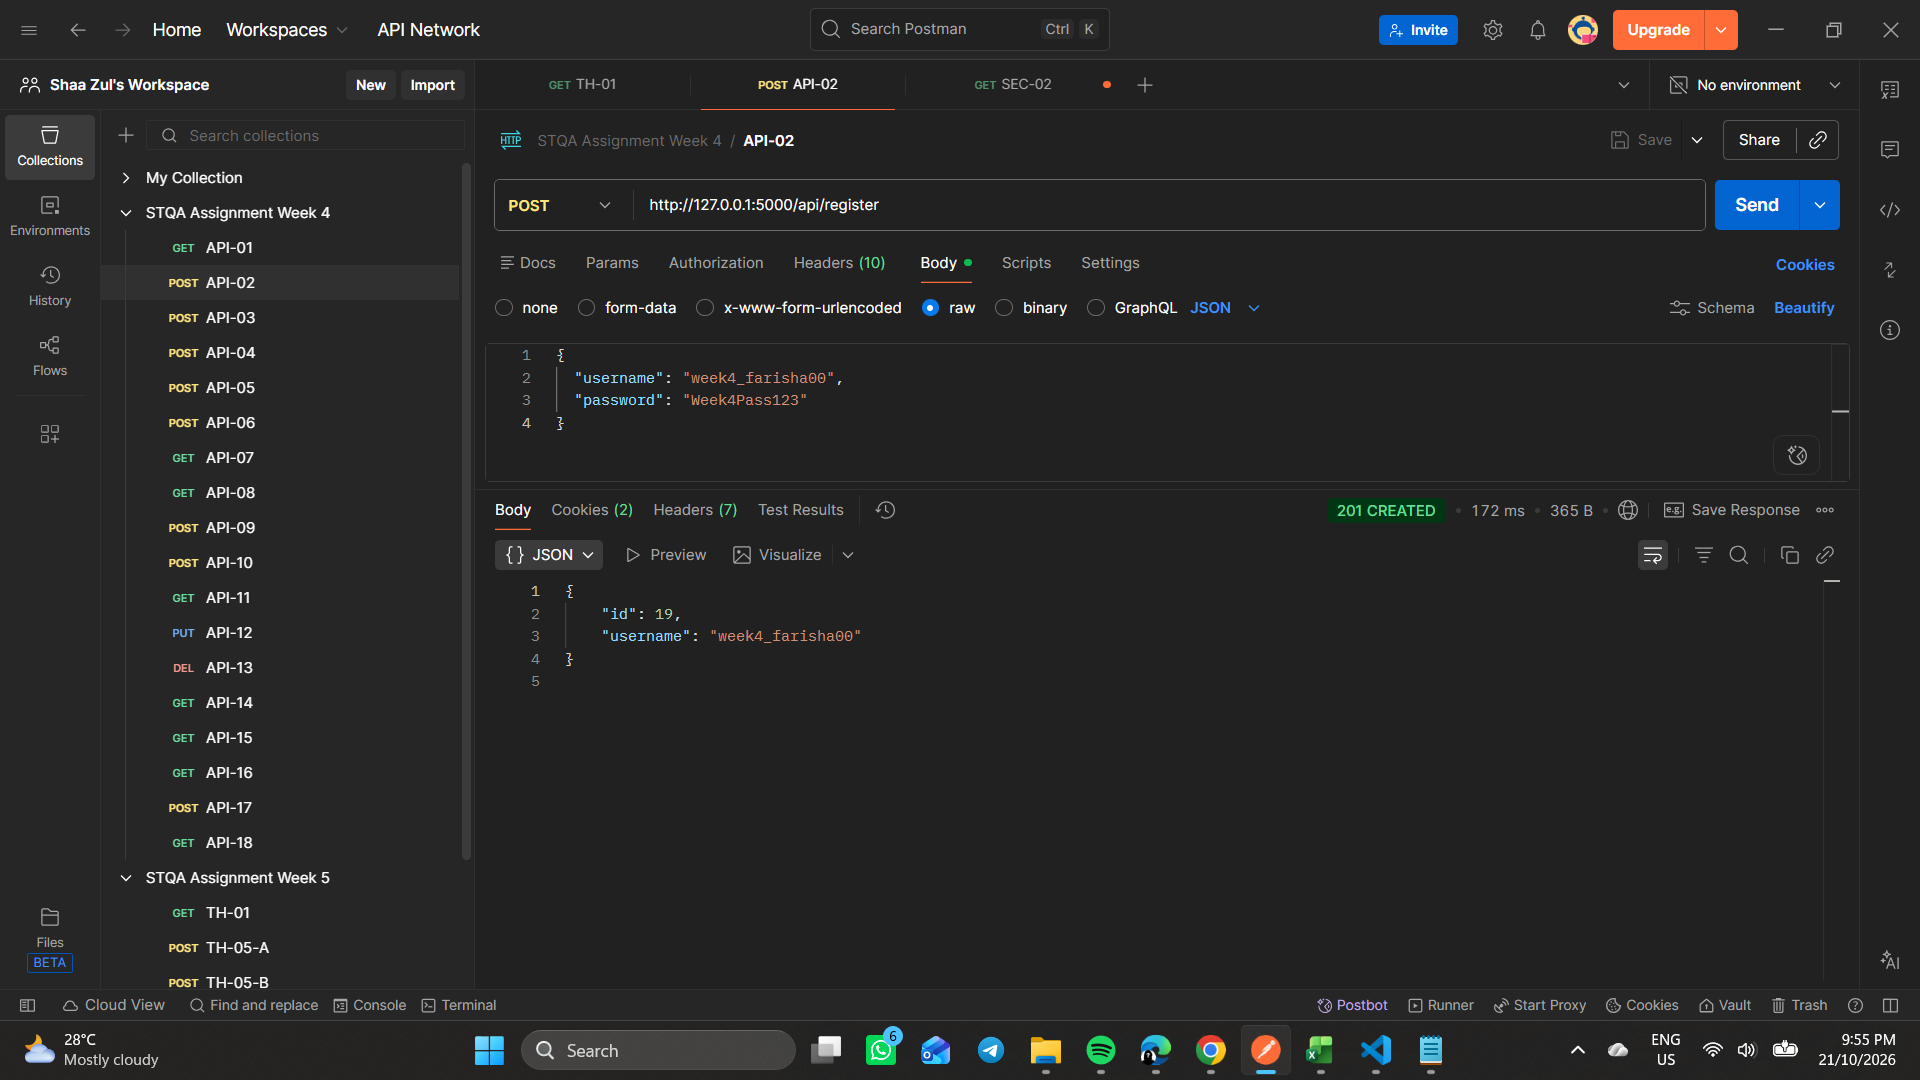 Home
Workspaces
API Network
Search Postman
Ctrl K
Invite
Upgrade
Shaa Zul's Workspace
New
Import
GET TH-01
POST API-02
GET SEC-02
No environment
Collections
Environments
History
Flows
Files
BETA
Search collections
My Collection
STQA Assignment Week 4
GET API-01
POST API-02
POST API-03
POST API-04
POST API-05
POST API-06
GET API-07
GET API-08
POST API-09
POST API-10
GET API-11
PUT API-12
DEL API-13
GET API-14
GET API-15
GET API-16
POST API-17
GET API-18
STQA Assignment Week 5
GET TH-01
POST TH-05-A
POST TH-05-B
HTTP STQA Assignment Week 4 / API-02
Save
Share
POST http://127.0.0.1:5000/api/register
Send
Docs Params Authorization Headers (10) Body Scripts Settings
Cookies
none form-data x-www-form-urlencoded raw binary GraphQL JSON
Schema Beautify
1 {
2 "username": "week4_farisha00",
3 "password": "Week4Pass123"
4 }
Body Cookies (2) Headers (7) Test Results
201 CREATED • 172 ms • 365 B
e.g. Save Response
{} JSON Preview Visualize
1 {
2 "id": 19,
3 "username": "week4_farisha00"
4 }
5
AI
Cloud View Find and replace Console Terminal
Postbot Runner Start Proxy Cookies Vault Trash
28°C
Mostly cloudy
Search
6
ENG
US
9:55 PM
21/10/2026